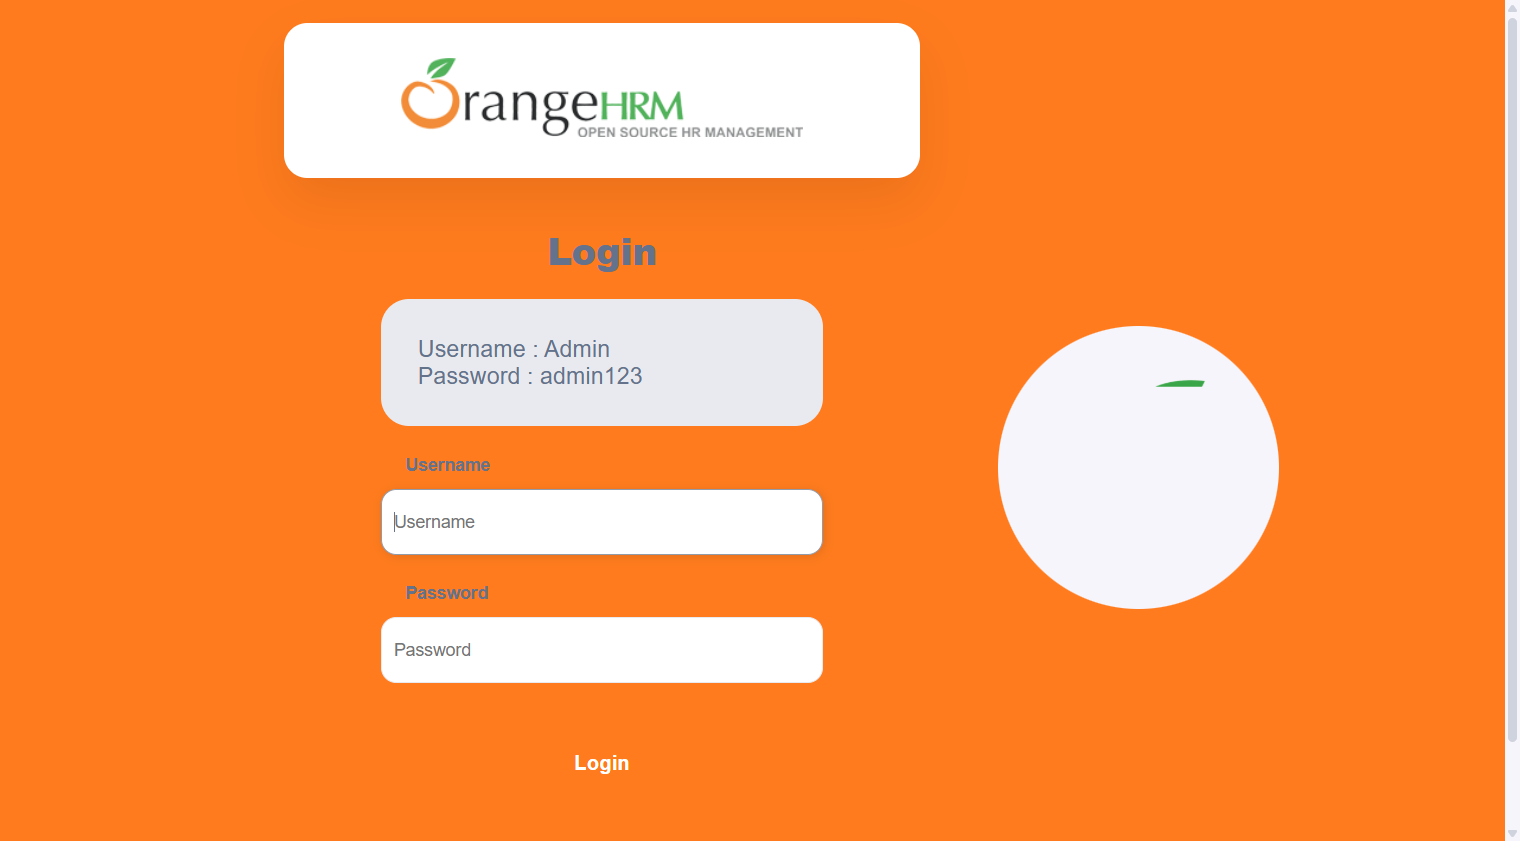 OrangeHRM
OPEN SOURCE HR MANAGEMENT
Login
Username : Admin
Password : admin123
Username
Username
Password
Password
Login